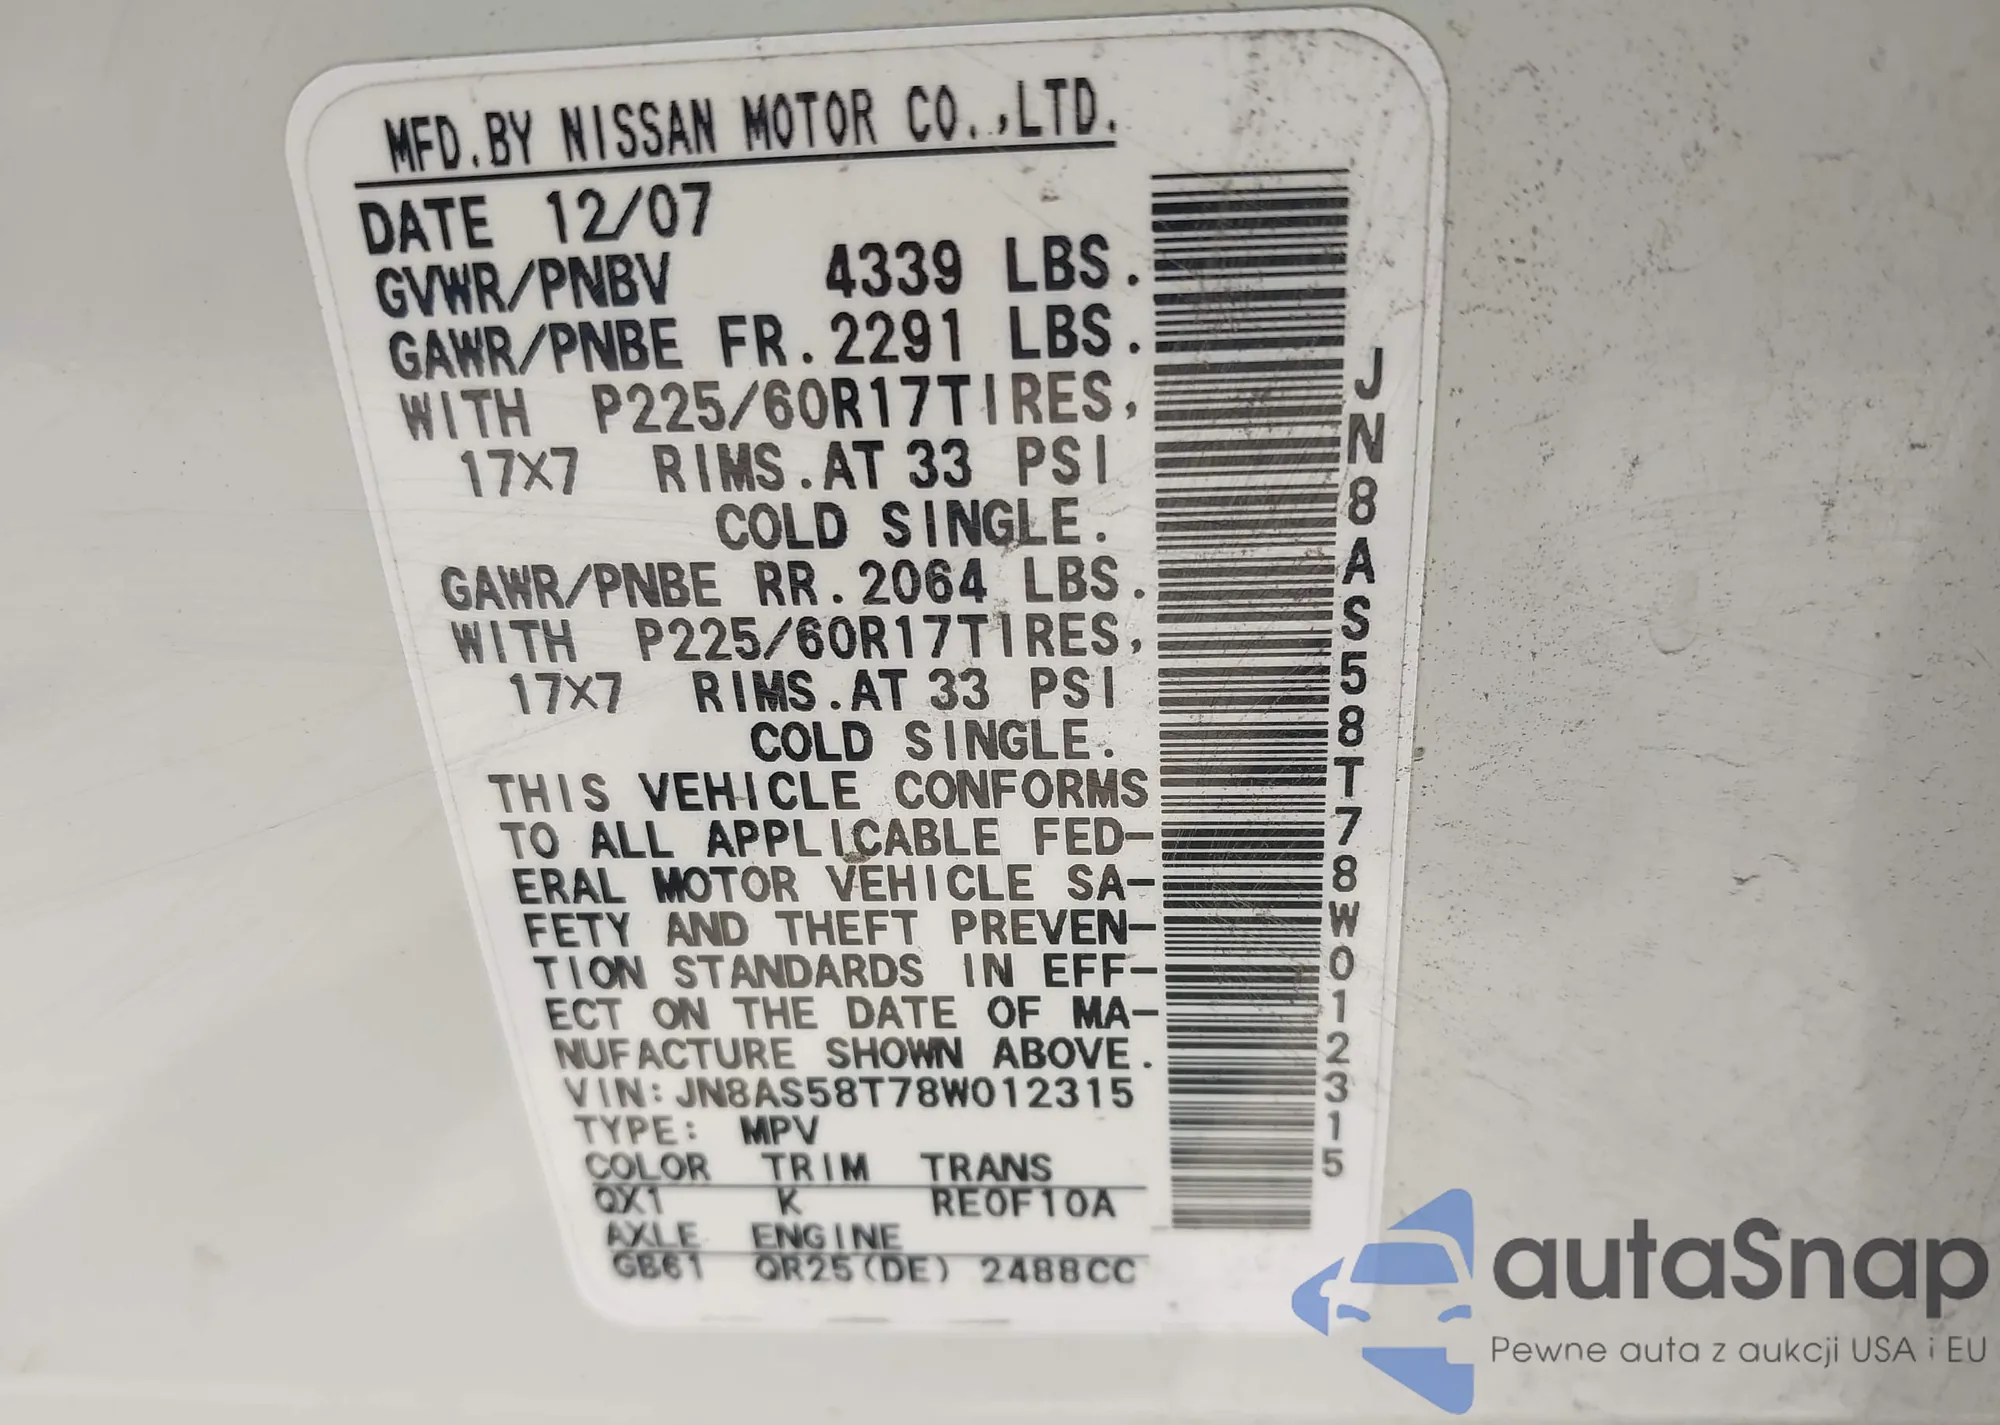 MFD.BY NISSAN MOTOR CO.,LTD.
DATE 12/07
GVWR/PNBV 4339 LBS.
GAWR/PNBE FR.2291 LBS.
WITH P225/60R17TIRES,
17X7 RIMS.AT 33 PSI
COLD SINGLE.
GAWR/PNBE RR.2064 LBS.
WITH P225/60R17TIRES,
17X7 RIMS.AT 33 PSI
COLD SINGLE.
THIS VEHICLE CONFORMS
TO ALL APPLICABLE FED-
ERAL MOTOR VEHICLE SA-
FETY AND THEFT PREVEN-
TION STANDARDS IN EFF-
ECT ON THE DATE OF MA-
NUFACTURE SHOWN ABOVE.
VIN:JN8AS58T78W012315
TYPE: MPV
COLOR TRIM TRANS
QX1 K RE0F10A
AXLE ENGINE
GB61 QR25(DE) 2488CC
JN8AS58T78W012315
autaSnap
Pewne auta z aukcji USA i EU